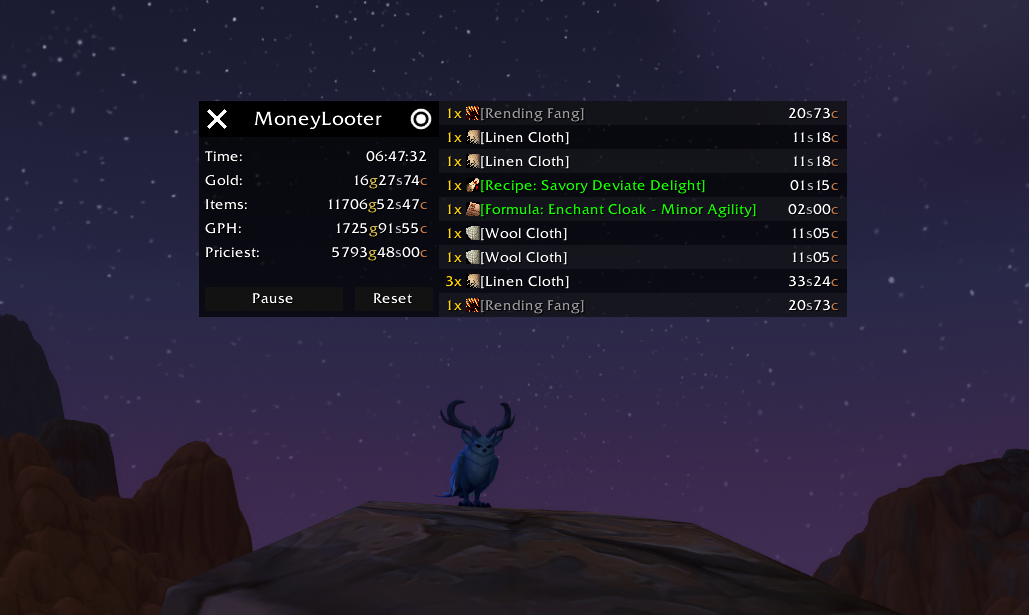 MoneyLooter
Time: 06:47:32
Gold: 16g27s74c
Items: 11706g52s47c
GPH: 1725g91s55c
Priciest: 5793g48s00c
Pause Reset
1x [Rending Fang] 20s73c
1x [Linen Cloth] 11s18c
1x [Linen Cloth] 11s18c
1x [Recipe: Savory Deviate Delight] 01s15c
1x [Formula: Enchant Cloak - Minor Agility] 02s00c
1x [Wool Cloth] 11s05c
1x [Wool Cloth] 11s05c
3x [Linen Cloth] 33s24c
1x [Rending Fang] 20s73c